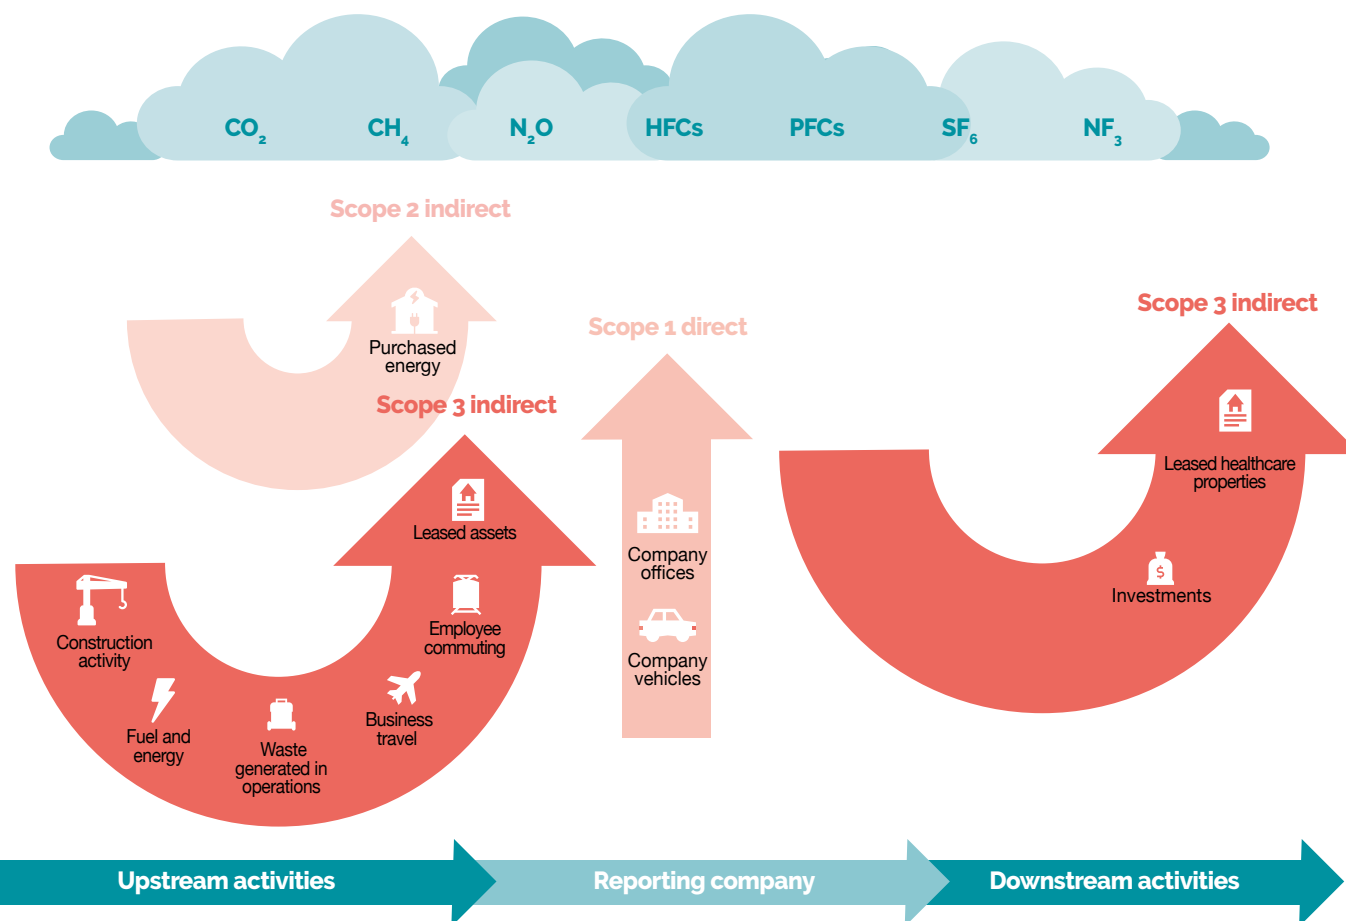 CO₂
CH₄
N₂O
HFCs
PFCs
SF₆
NF₃
Scope 2 indirect
Purchased
energy
Scope 3 indirect
Leased assets
Employee
commuting
Business
travel
Waste
generated in
operations
Fuel and
energy
Construction
activity
Scope 1 direct
Company
offices
Company
vehicles
Scope 3 indirect
Leased healthcare
properties
$
Investments
Upstream activities
Reporting company
Downstream activities